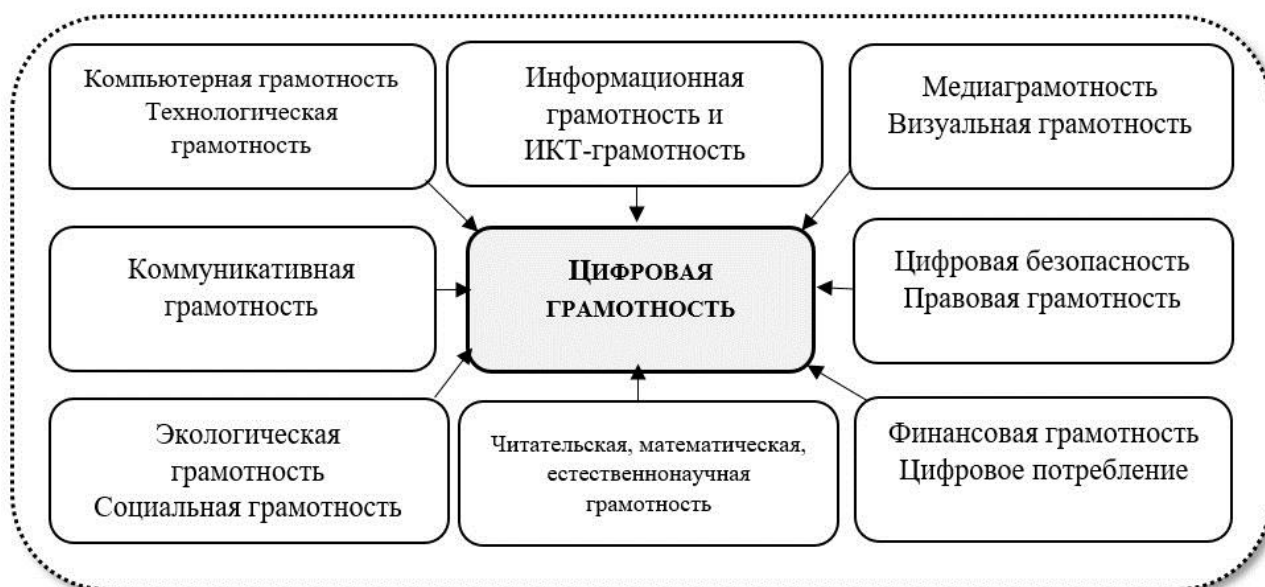 Компьютерная грамотность
Технологическая
грамотность
Информационная
грамотность и
ИКТ-грамотность
Медиаграмотность
Визуальная грамотность
Коммуникативная
грамотность
ЦИФРОВАЯ
ГРАМОТНОСТЬ
Цифровая безопасность
Правовая грамотность
Экологическая
грамотность
Социальная грамотность
Читательская, математическая,
естественнонаучная
грамотность
Финансовая грамотность
Цифровое потребление